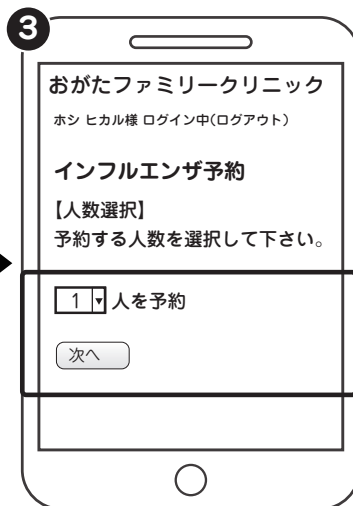 3
おがたファミリークリニック
ホシ ヒカル様 ログイン中(ログアウト)
インフルエンザ予約
【人数選択】
予約する人数を選択して下さい。
1 人を予約
次へ